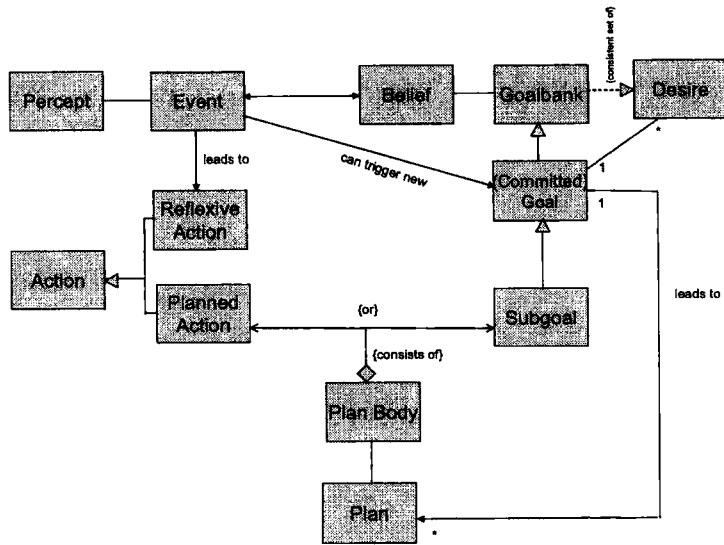 {consistent set of}
Percept
Event
Belief
Goalbank
Desire
*
leads to
can trigger new
1
(Committed)
Goal
1
Reflexive
Action
Action
Planned
Action
{or}
Subgoal
leads to
{consists of}
Plan Body
Plan
*